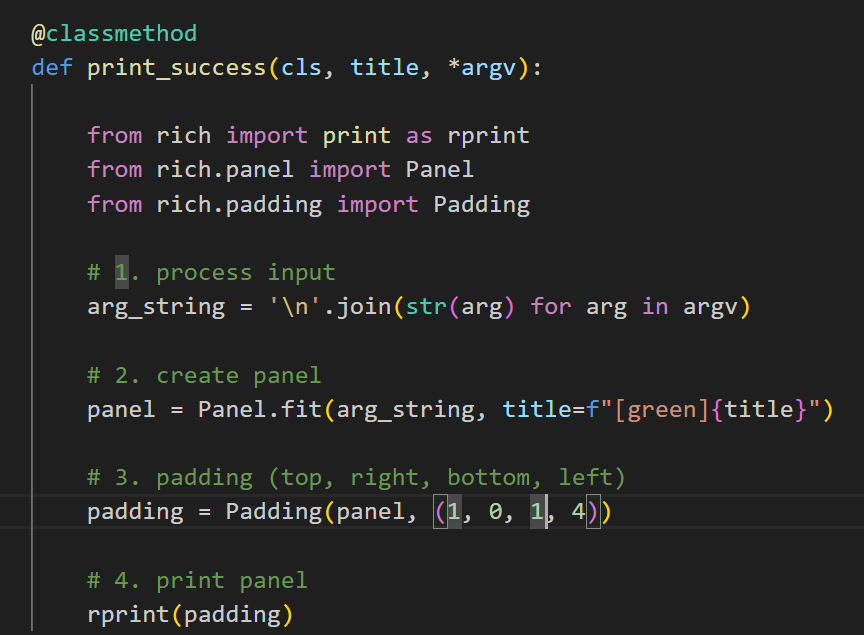 @classmethod
def print_success(cls, title, *argv):
from rich import print as rprint
from rich.panel import Panel
from rich.padding import Padding
# 1. process input
arg_string = '\n'.join(str(arg) for arg in argv)
# 2. create panel
panel = Panel.fit(arg_string, title=f"[green]{title}")
# 3. padding (top, right, bottom, left)
padding = Padding(panel, (1, 0, 1, 4))
# 4. print panel
rprint(padding)